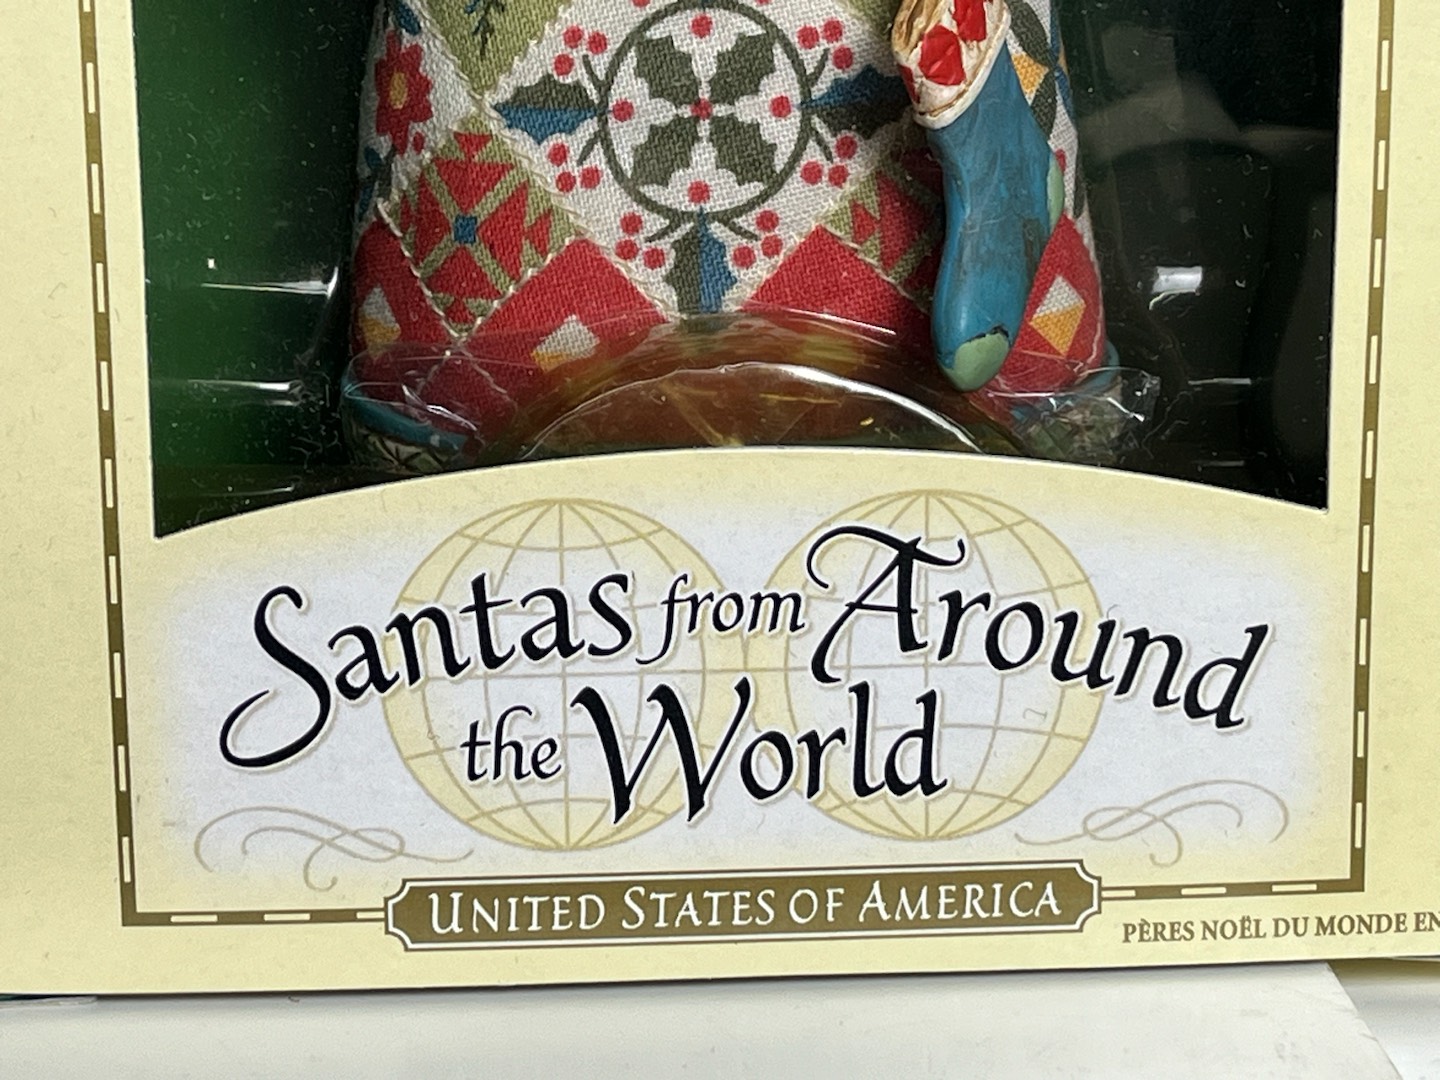 Santas from Around
the World
UNITED STATES OF AMERICA
PÈRES NOËL DU MONDE EN